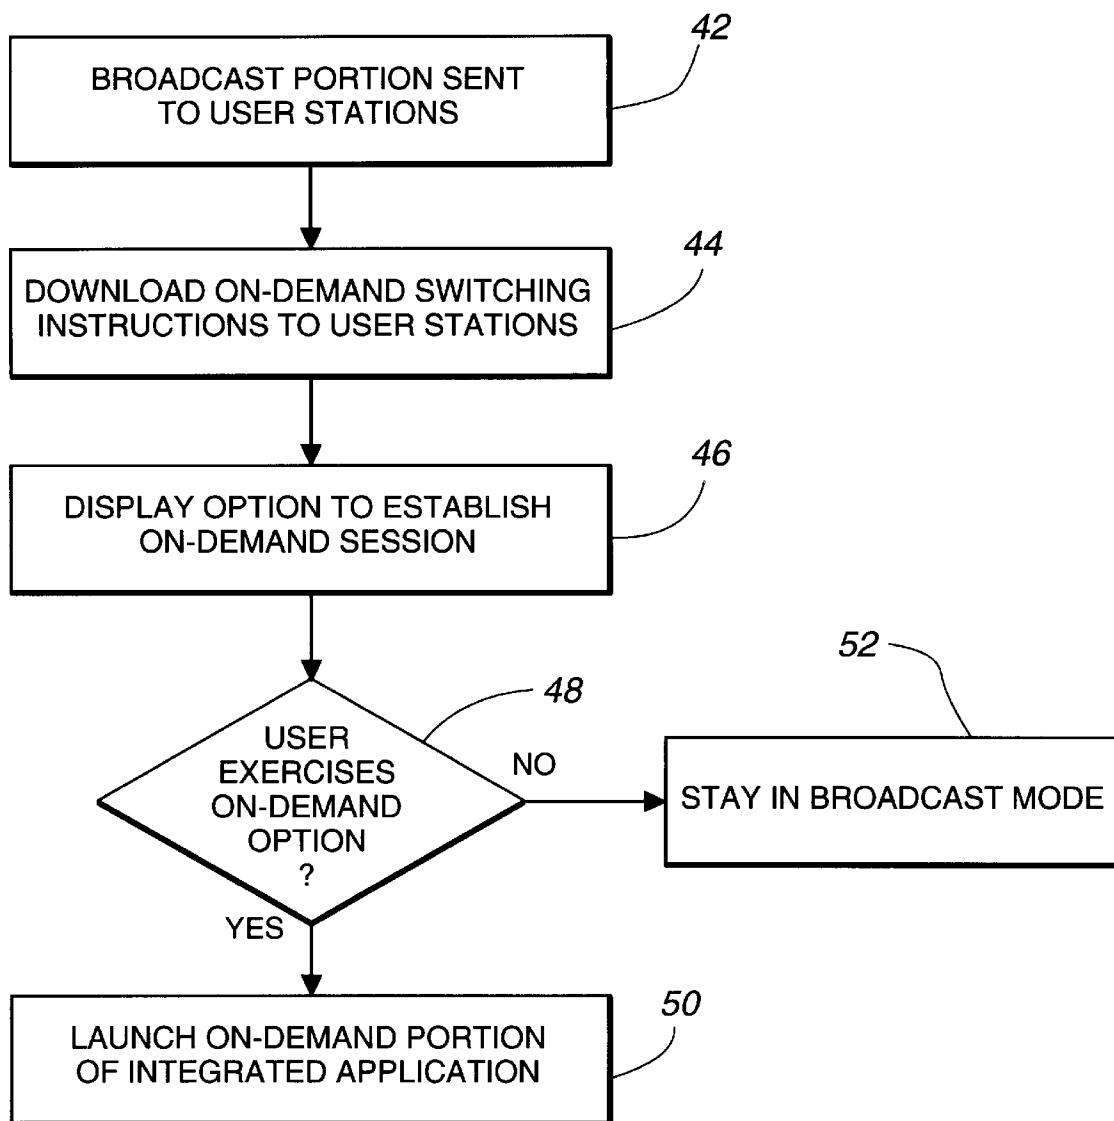 42
BROADCAST PORTION SENT
TO USER STATIONS
44
DOWNLOAD ON-DEMAND SWITCHING
INSTRUCTIONS TO USER STATIONS
46
DISPLAY OPTION TO ESTABLISH
ON-DEMAND SESSION
48
USER
EXERCISES
ON-DEMAND
OPTION
?
NO
52
STAY IN BROADCAST MODE
YES
50
LAUNCH ON-DEMAND PORTION
OF INTEGRATED APPLICATION